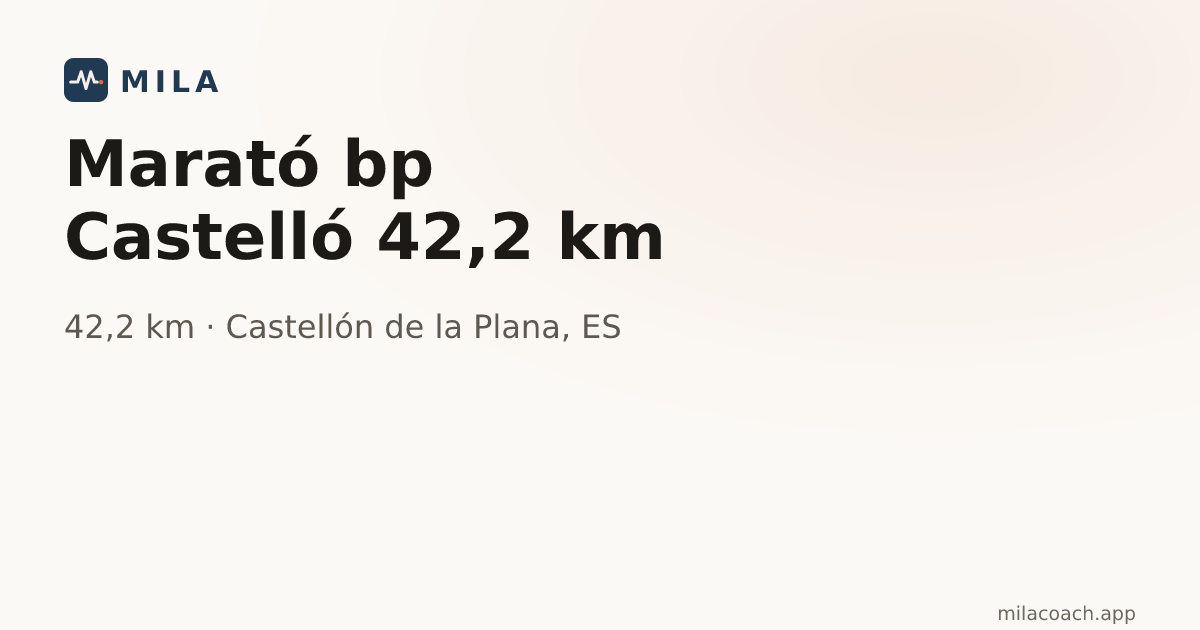 MILA
Marató bp
Castelló 42,2 km
42,2 km · Castellón de la Plana, ES
milacoach.app